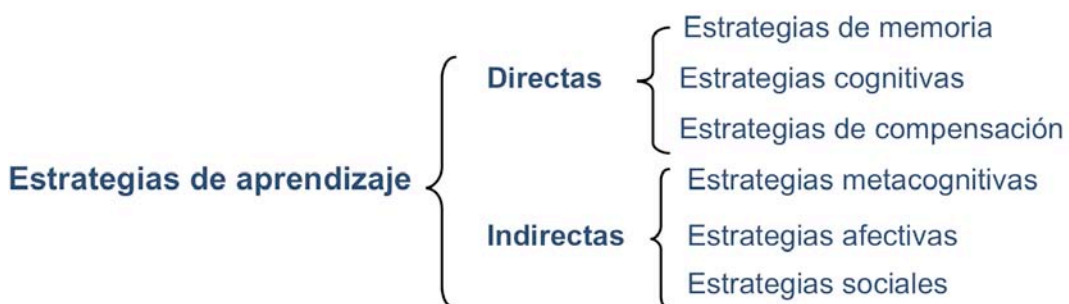 Estrategias de aprendizaje
Directas
Estrategias de memoria
Estrategias cognitivas
Estrategias de compensación
Indirectas
Estrategias metacognitivas
Estrategias afectivas
Estrategias sociales